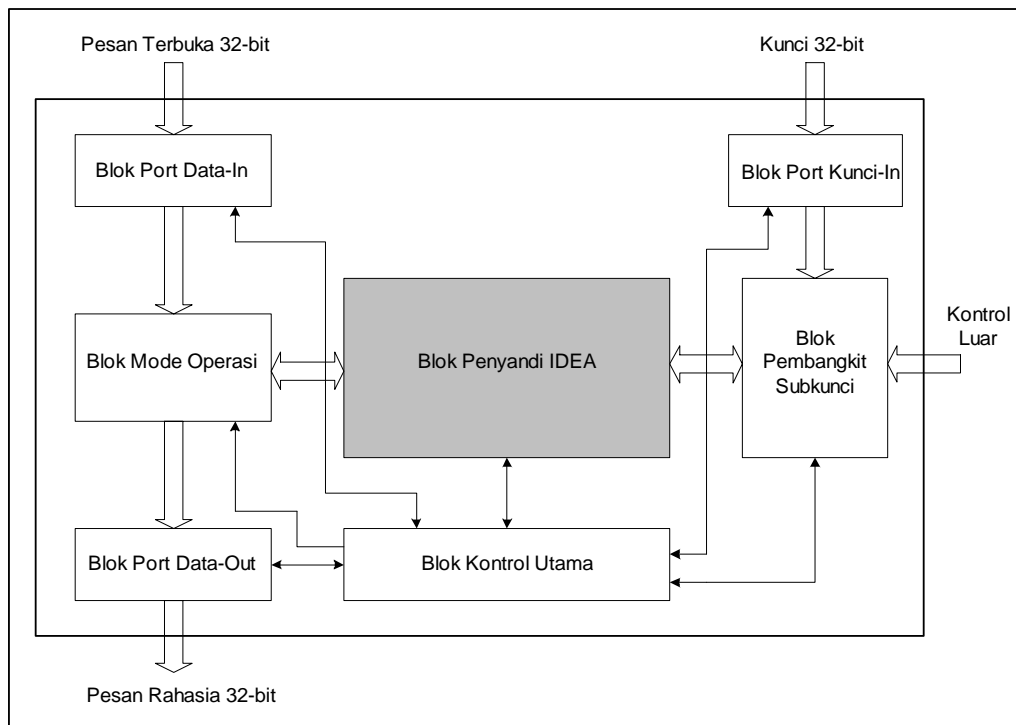 Pesan Terbuka 32-bit
Kunci 32-bit
Blok Port Data-In
Blok Port Kunci-In
Blok Mode Operasi
Blok Penyandi IDEA
Blok
Pembangkit
Subkunci
Kontrol
Luar
Blok Port Data-Out
Blok Kontrol Utama
Pesan Rahasia 32-bit